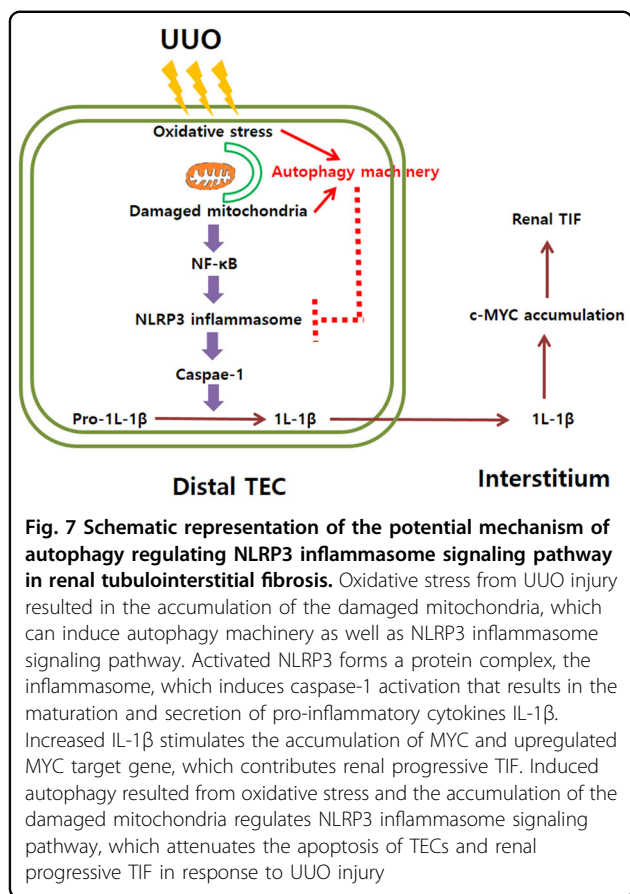 UUO
Oxidative stress
Autophagy machinery
Damaged mitochondria
NF-κB
NLRP3 inflammasome
Caspae-1
Pro-1L-1β
1L-1β
Distal TEC
Renal TIF
c-MYC accumulation
1L-1β
Interstitium
Fig. 7 Schematic representation of the potential mechanism of
autophagy regulating NLRP3 inflammasome signaling pathway
in renal tubulointerstitial fibrosis. Oxidative stress from UUO injury
resulted in the accumulation of the damaged mitochondria, which
can induce autophagy machinery as well as NLRP3 inflammasome
signaling pathway. Activated NLRP3 forms a protein complex, the
inflammasome, which induces caspase-1 activation that results in the
maturation and secretion of pro-inflammatory cytokines IL-1β.
Increased IL-1β stimulates the accumulation of MYC and upregulated
MYC target gene, which contributes renal progressive TIF. Induced
autophagy resulted from oxidative stress and the accumulation of the
damaged mitochondria regulates NLRP3 inflammasome signaling
pathway, which attenuates the apoptosis of TECs and renal
progressive TIF in response to UUO injury